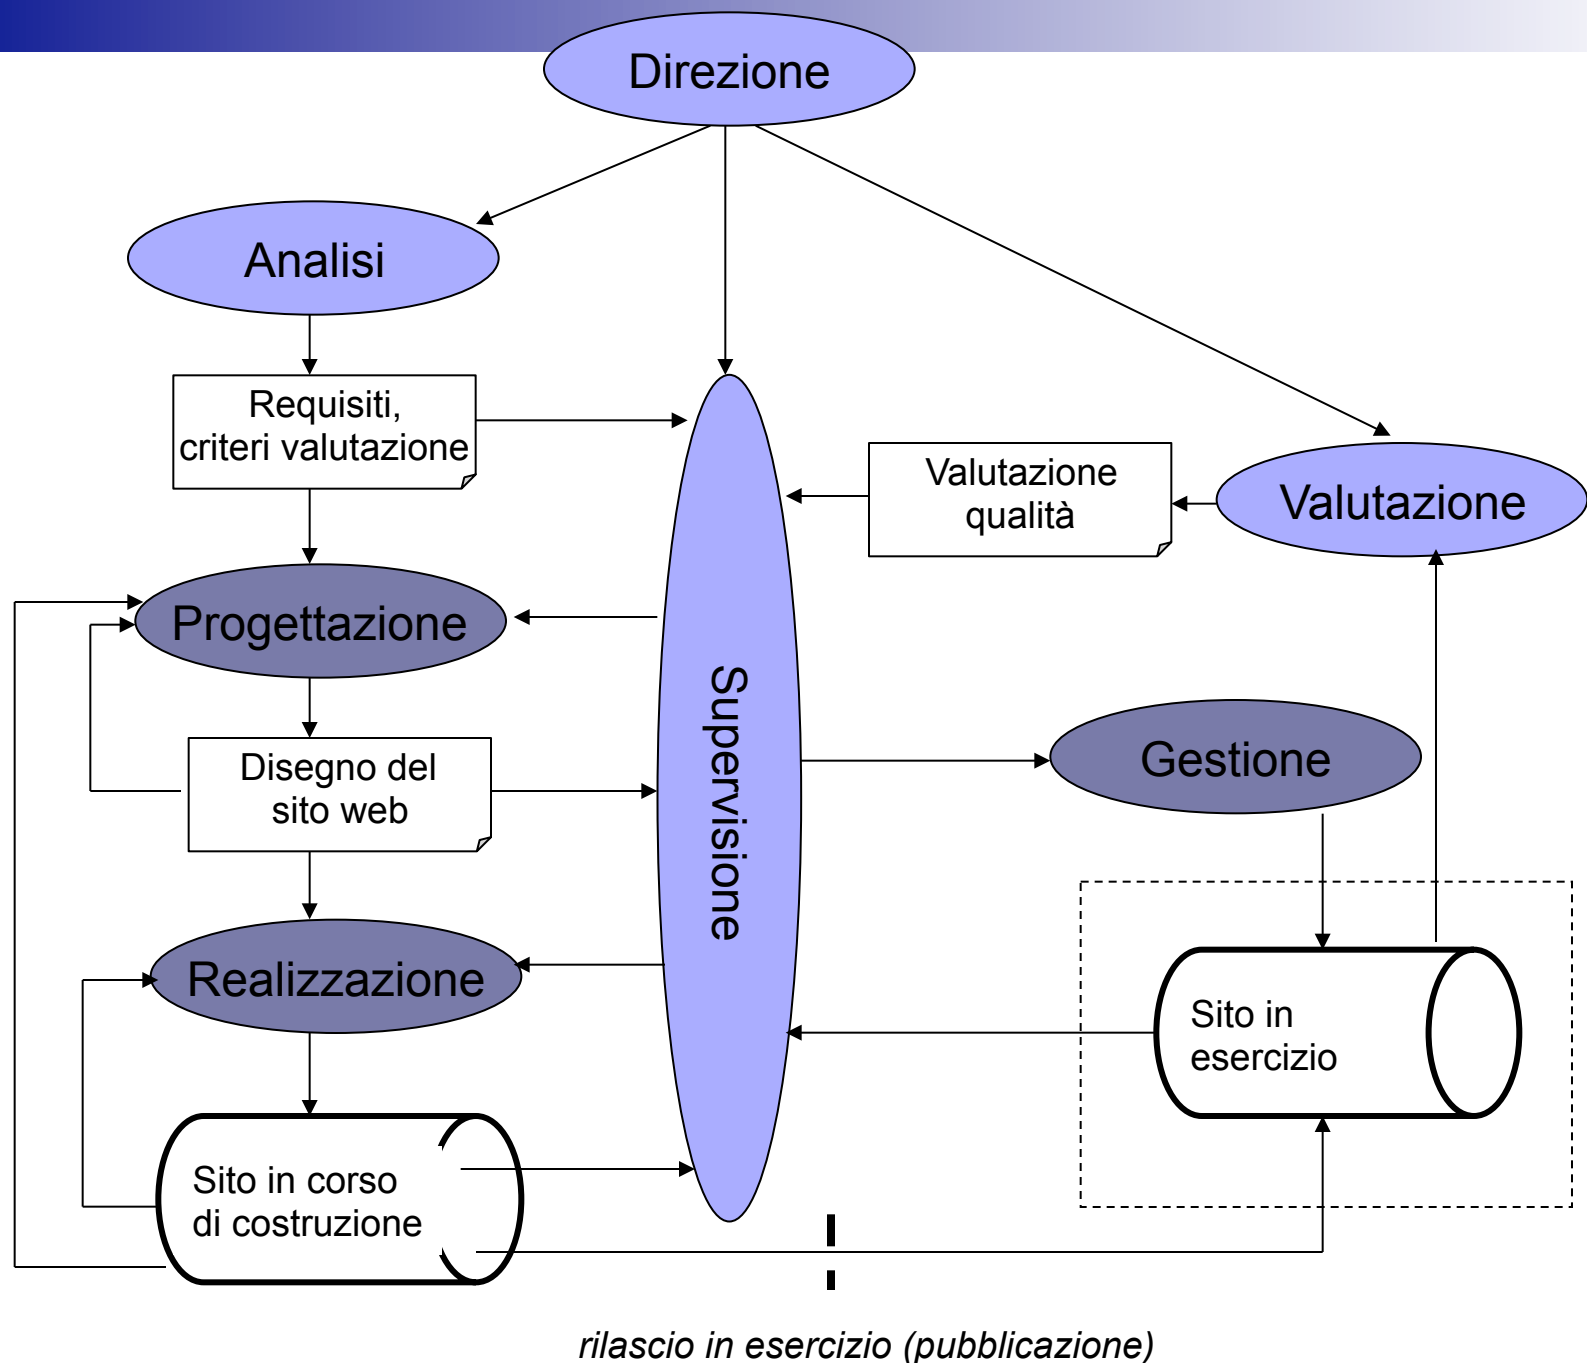 Direzione
Analisi
Requisiti,
criteri valutazione
Valutazione
qualità
Valutazione
Progettazione
Supervisione
Disegno del
sito web
Gestione
Realizzazione
Sito in
esercizio
Sito in corso
di costruzione
rilascio in esercizio (pubblicazione)